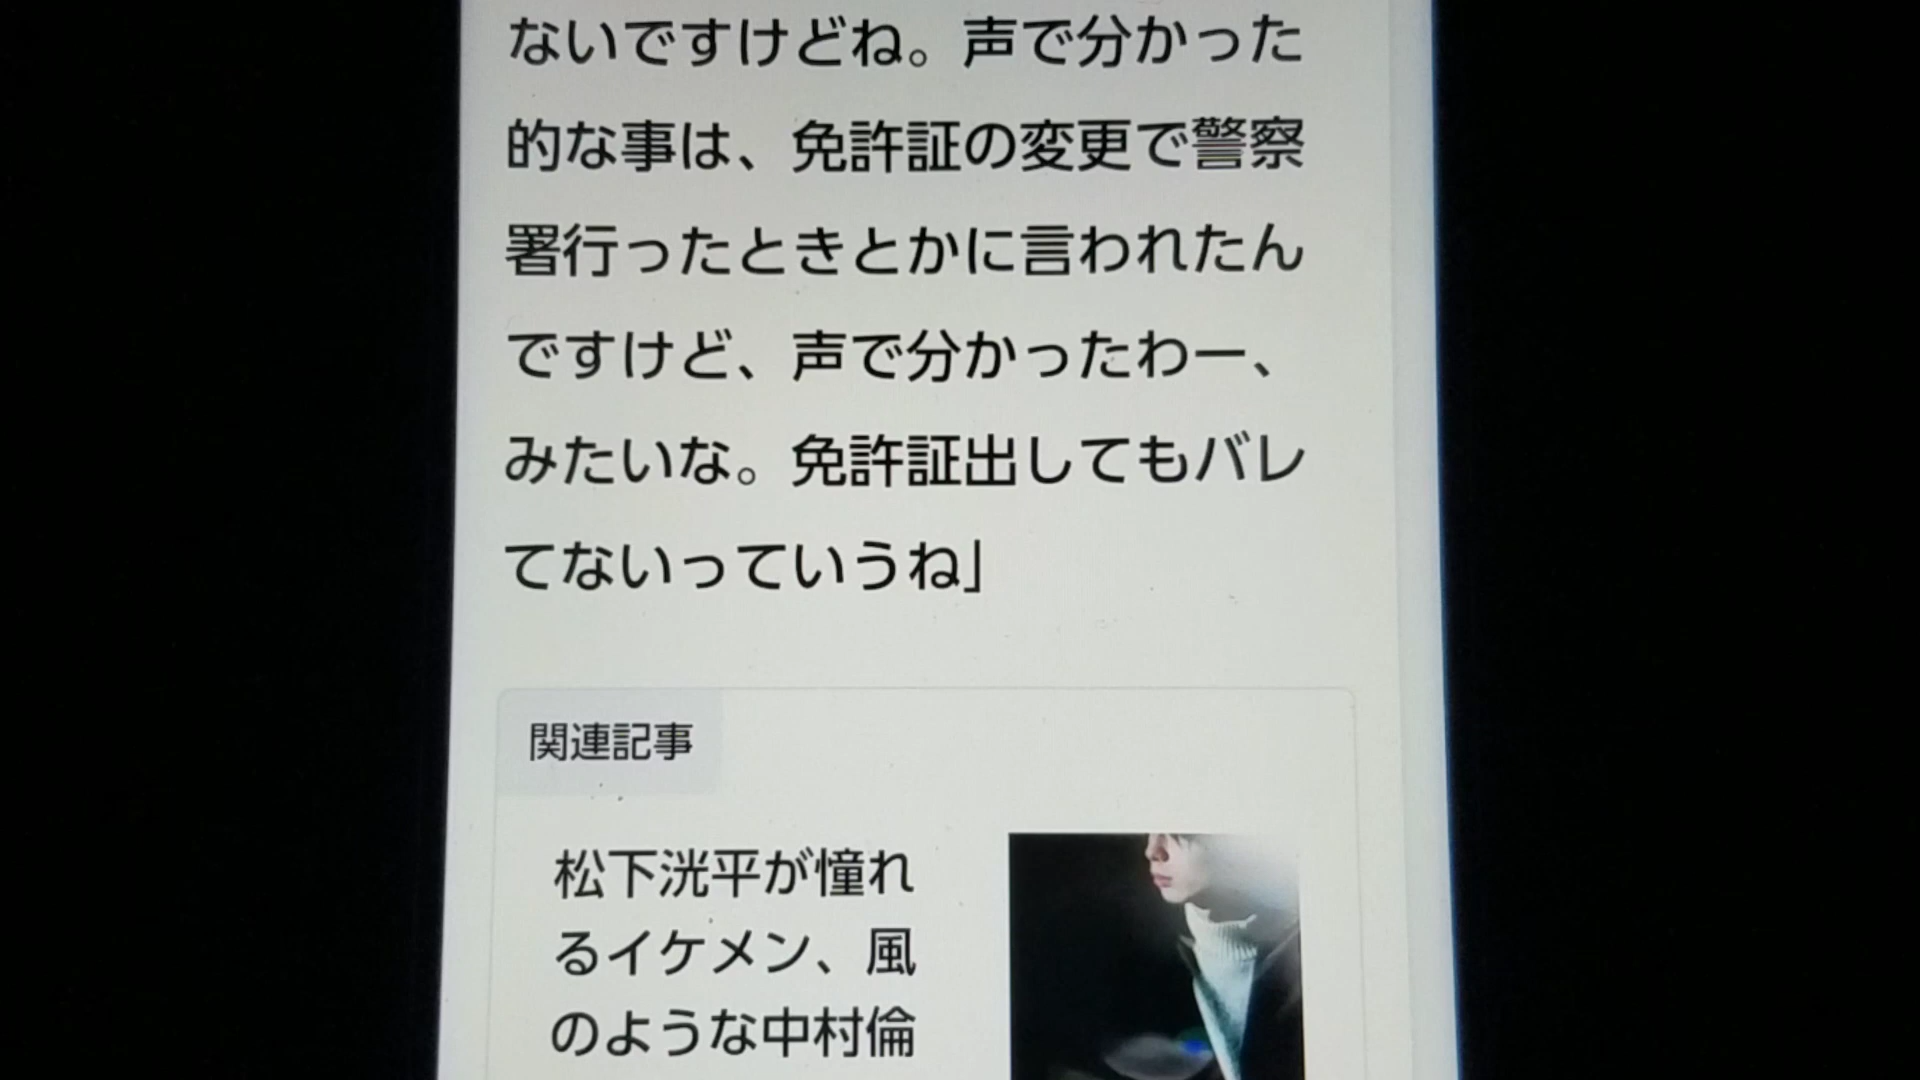 ないですけどね。声で分かった
的な事は、免許証の変更で警察
署行ったときとかに言われたん
ですけど、声で分かったわー、
みたいな。免許証出してもバレ
てないっていうね」
関連記事
松下洸平が憧れ
るイケメン、風
のような中村倫